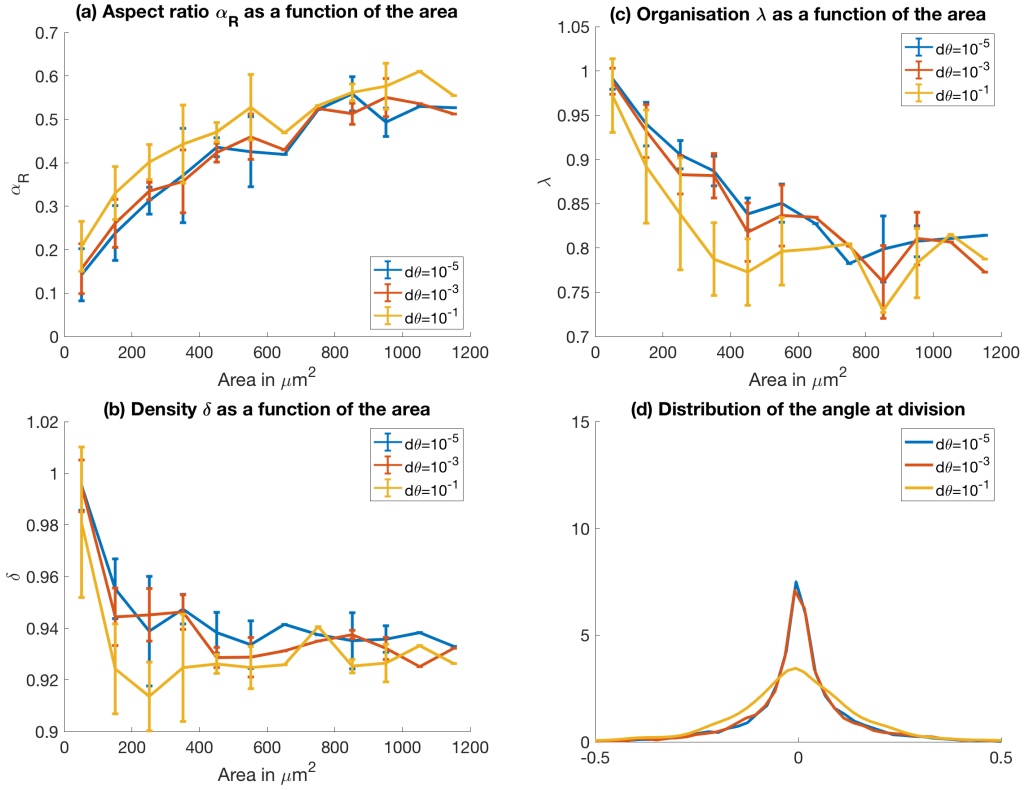 (a) Aspect ratio α_R as a function of the area
0.7
0.6
0.5
0.4
0.3
0.2
0.1
0
α_R
0 200 400 600 800 1000 1200
Area in μm²
dθ=10⁻⁵
dθ=10⁻³
dθ=10⁻¹
(c) Organisation λ as a function of the area
1.05
1
0.95
0.9
0.85
0.8
0.75
0.7
λ
0 200 400 600 800 1000 1200
Area in μm²
dθ=10⁻⁵
dθ=10⁻³
dθ=10⁻¹
(b) Density δ as a function of the area
1.02
1
0.98
0.96
0.94
0.92
0.9
δ
0 200 400 600 800 1000 1200
Area in μm²
dθ=10⁻⁵
dθ=10⁻³
dθ=10⁻¹
(d) Distribution of the angle at division
15
10
5
0
-0.5 0 0.5
dθ=10⁻⁵
dθ=10⁻³
dθ=10⁻¹